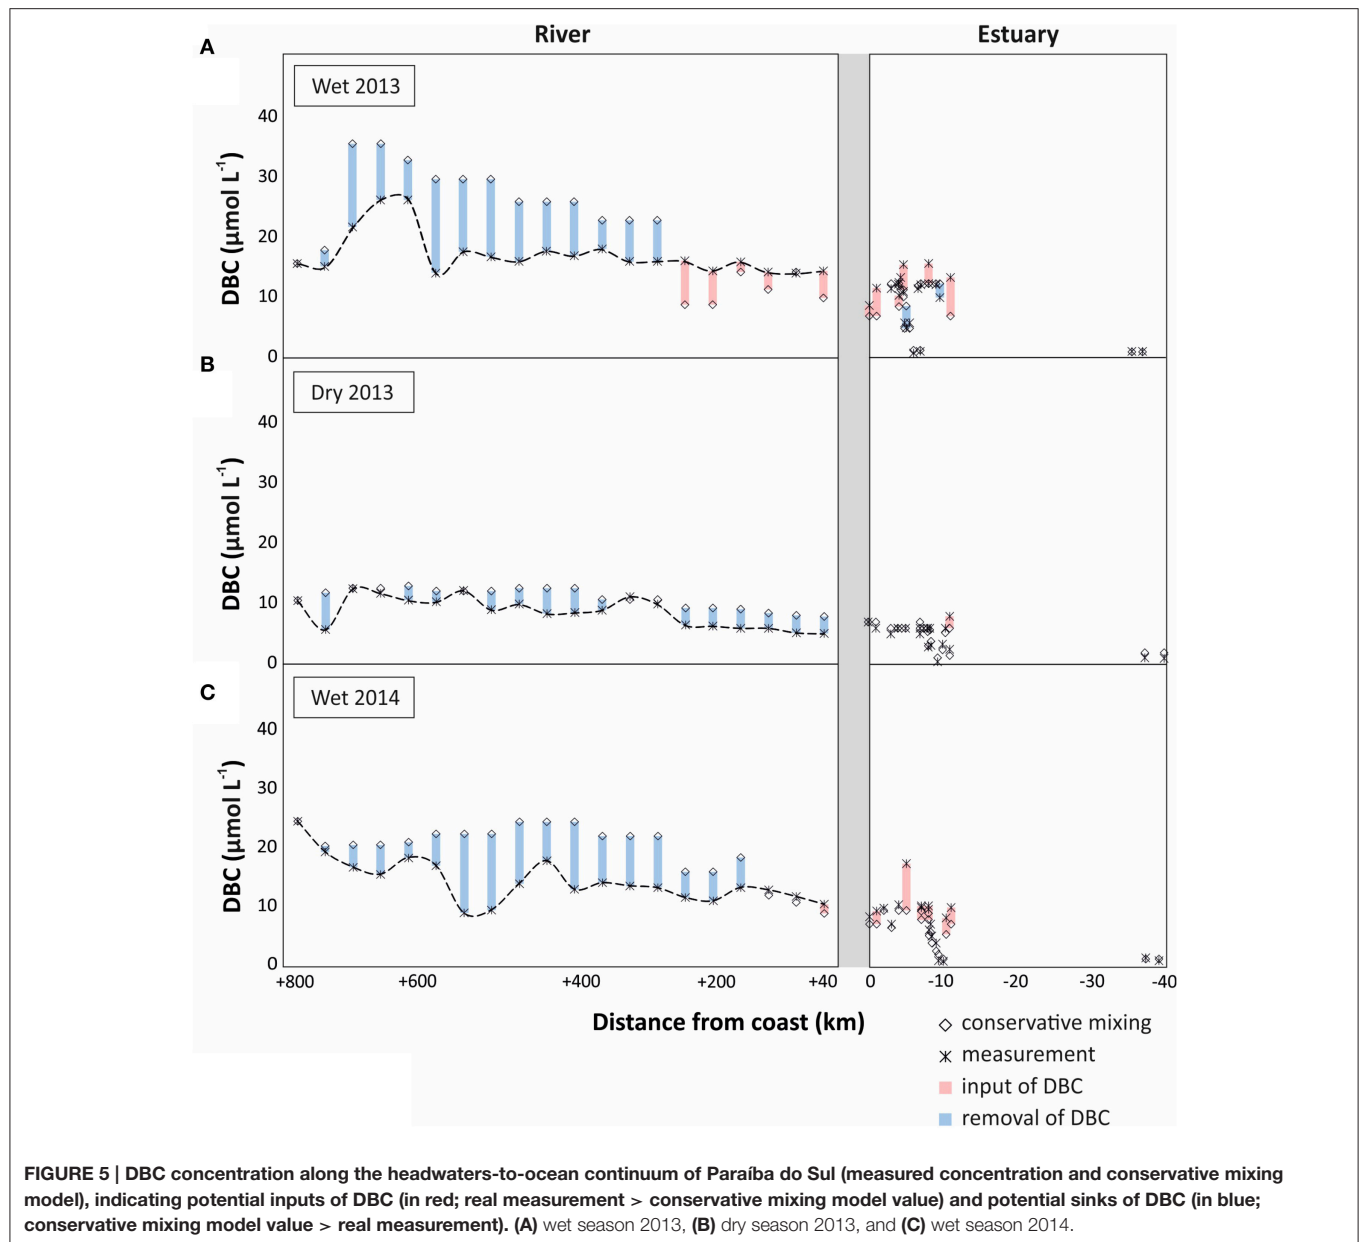 River
Estuary
A
Wet 2013
40
30
20
10
0
DBC (µmol L-1)
B
Dry 2013
40
30
20
10
0
DBC (µmol L-1)
C
Wet 2014
40
30
20
10
0
DBC (µmol L-1)
+800 +600 +400 +200 +40 0 -10 -20 -30 -40
Distance from coast (km)
conservative mixing
measurement
input of DBC
removal of DBC
FIGURE 5 | DBC concentration along the headwaters-to-ocean continuum of Paraíba do Sul (measured concentration and conservative mixing
model), indicating potential inputs of DBC (in red; real measurement > conservative mixing model value) and potential sinks of DBC (in blue;
conservative mixing model value > real measurement). (A) wet season 2013, (B) dry season 2013, and (C) wet season 2014.